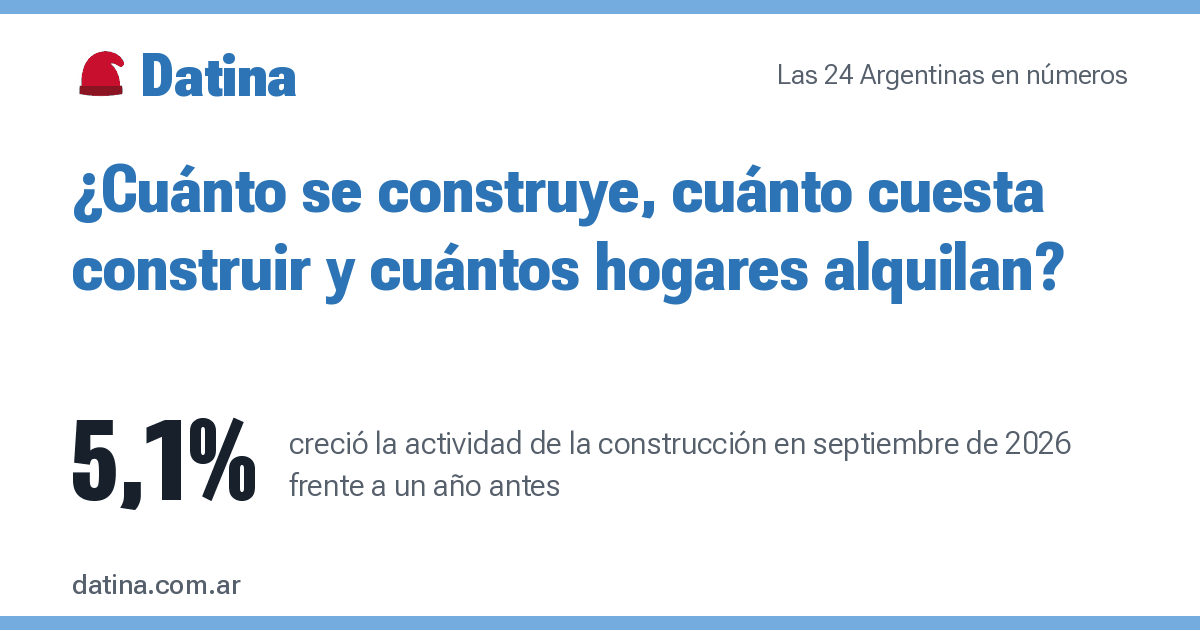 Datina
Las 24 Argentinas en números
¿Cuánto se construye, cuánto cuesta
construir y cuántos hogares alquilan?
5,1%
creció la actividad de la construcción en septiembre de 2026
frente a un año antes
datina.com.ar